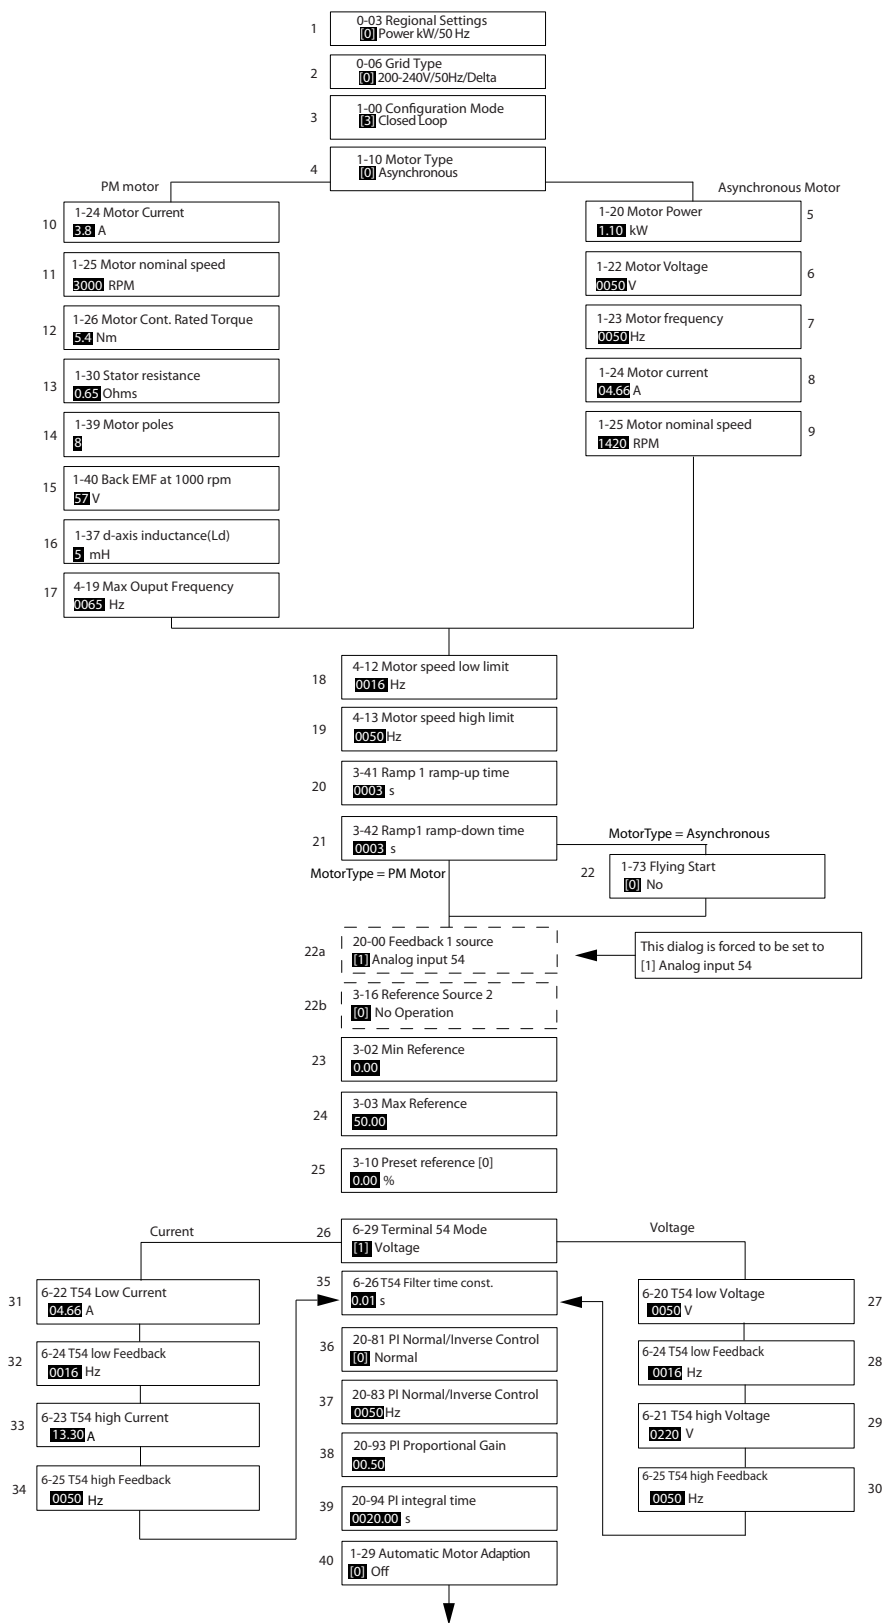 1
0-03 Regional Settings
[0] Power kW/50 Hz
2
0-06 Grid Type
[0] 200-240V/50Hz/Delta
3
1-00 Configuration Mode
[3] Closed Loop
4
1-10 Motor Type
[0] Asynchronous
PM motor
Asynchronous Motor
10
1-24 Motor Current
3.8 A
11
1-25 Motor nominal speed
3000 RPM
12
1-26 Motor Cont. Rated Torque
5.4 Nm
13
1-30 Stator resistance
0.65 Ohms
14
1-39 Motor poles
8
15
1-40 Back EMF at 1000 rpm
57 V
16
1-37 d-axis inductance(Ld)
5 mH
17
4-19 Max Ouput Frequency
0065 Hz
1-20 Motor Power
1.10 kW
5
1-22 Motor Voltage
0050 V
6
1-23 Motor frequency
0050 Hz
7
1-24 Motor current
04.66 A
8
1-25 Motor nominal speed
1420 RPM
9
18
4-12 Motor speed low limit
0016 Hz
19
4-13 Motor speed high limit
0050 Hz
20
3-41 Ramp 1 ramp-up time
0003 s
21
3-42 Ramp1 ramp-down time
0003 s
MotorType = Asynchronous
MotorType = PM Motor
22
1-73 Flying Start
[0] No
22a
20-00 Feedback 1 source
[1] Analog input 54
This dialog is forced to be set to
[1] Analog input 54
22b
3-16 Reference Source 2
[0] No Operation
23
3-02 Min Reference
0.00
24
3-03 Max Reference
50.00
25
3-10 Preset reference [0]
0.00 %
Current
26
6-29 Terminal 54 Mode
[1] Voltage
Voltage
31
6-22 T54 Low Current
04.66 A
32
6-24 T54 low Feedback
0016 Hz
33
6-23 T54 high Current
13.30 A
34
6-25 T54 high Feedback
0050 Hz
35
6-26 T54 Filter time const.
0.01 s
36
20-81 PI Normal/Inverse Control
[0] Normal
37
20-83 PI Normal/Inverse Control
0050 Hz
38
20-93 PI Proportional Gain
00.50
39
20-94 PI integral time
0020.00 s
40
1-29 Automatic Motor Adaption
[0] Off
6-20 T54 low Voltage
0050 V
27
6-24 T54 low Feedback
0016 Hz
28
6-21 T54 high Voltage
0220 V
29
6-25 T54 high Feedback
0050 Hz
30